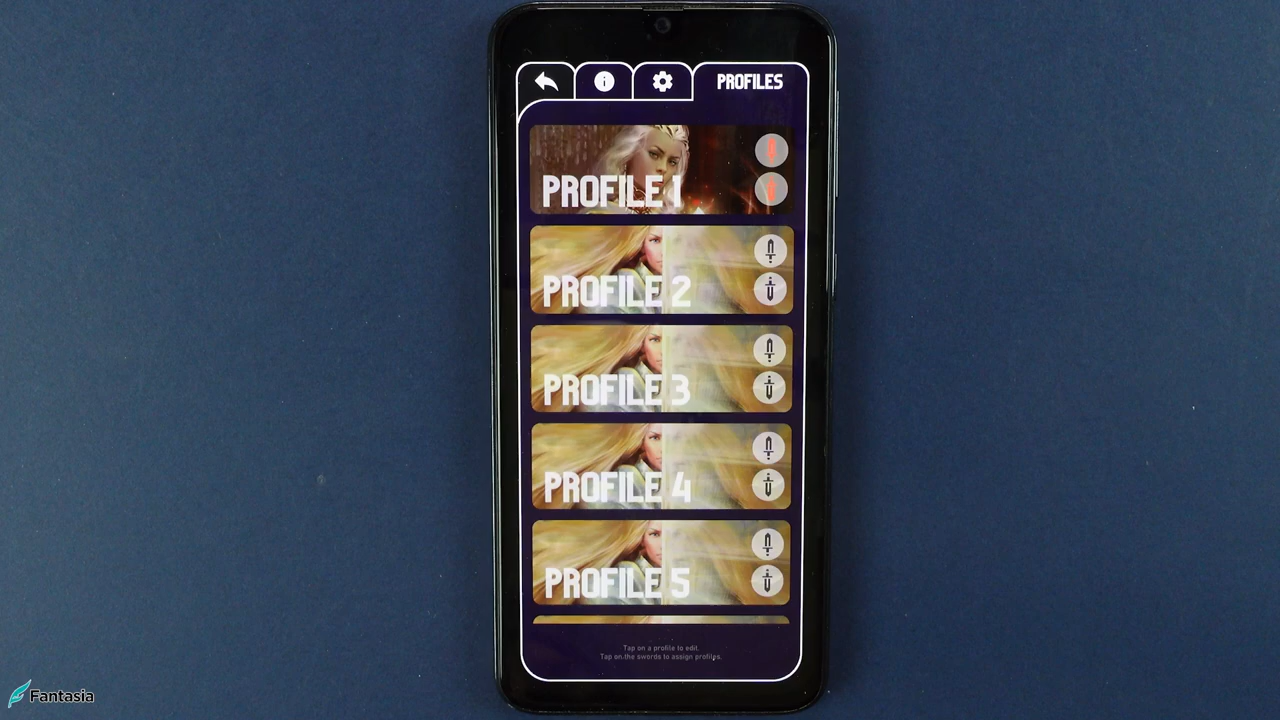 PROFILES
PROFILE 1
PROFILE 2
PROFILE 3
PROFILE 4
PROFILE 5
Tap on a profile to edit.
Tap on the swords to assign profiles.
Fantasia